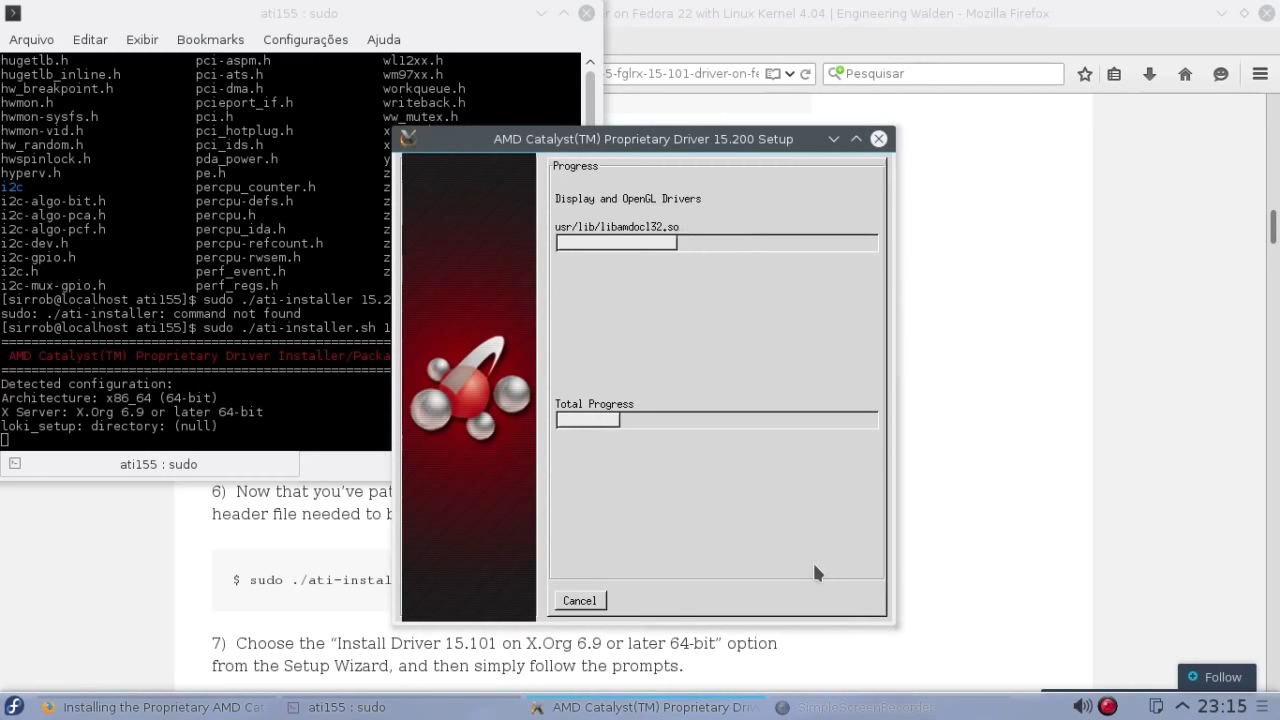 ati155 : sudo
r on Fedora 22 with Linux Kernel 4.04 | Engineering Walden - Mozilla Firefox
Arquivo Editar Exibir Bookmarks Configurações Ajuda
5-fglrx-15-101-driver-on-fe
Pesquisar
hugetlb.h pci-aspm.h wl12xx.h
hugetlb_inline.h pci-ats.h wm97xx.h
hw_breakpoint.h pci-dma.h workqueue.h
hwmon.h pcieport_if.h writeback.h
hwmon-sysfs.h pci.h ww_mutex.h
hwmon-vid.h pci_hotplug.h x
hw_random.h pci_ids.h x
hwspinlock.h pda_power.h y
hyperv.h pe.h z
i2c percpu_counter.h z
i2c-algo-bit.h percpu-defs.h z
i2c-algo-pca.h percpu.h z
i2c-algo-pcf.h percpu_ida.h z
i2c-dev.h percpu-refcount.h z
i2c-gpio.h percpu-rwsem.h z
i2c.h perf_event.h z
i2c-mux-gpio.h perf_regs.h
[sirrob@localhost ati155]$ sudo ./ati-installer 15.2
sudo: ./ati-installer: command not found
[sirrob@localhost ati155]$ sudo ./ati-installer.sh 1
================================================
AMD Catalyst(TM) Proprietary Driver Installer/Packa
================================================
Detected configuration:
Architecture: x86_64 (64-bit)
X Server: X.Org 6.9 or later 64-bit
loki_setup: directory: (null)
ati155 : sudo
AMD Catalyst(TM) Proprietary Driver 15.200 Setup
Progress
Display and OpenGL Drivers
usr/lib/libamdocl32.so
Total Progress
Cancel
6) Now that you’ve pat
header file needed to b
$ sudo ./ati-instal
7) Choose the “Install Driver 15.101 on X.Org 6.9 or later 64-bit” option
from the Setup Wizard, and then simply follow the prompts.
Follow
Installing the Proprietary AMD Cat
ati155 : sudo
AMD Catalyst(TM) Proprietary Driv
SimpleScreenRecorder
23:15